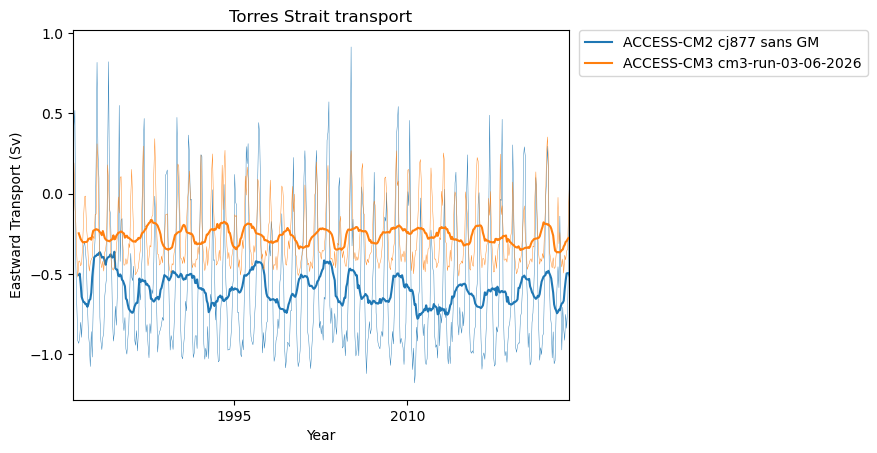 Torres Strait transport
ACCESS-CM2 cj877 sans GM
ACCESS-CM3 cm3-run-03-06-2026
Eastward Transport (Sv)
1.0
0.5
0.0
−0.5
−1.0
1995
2010
Year